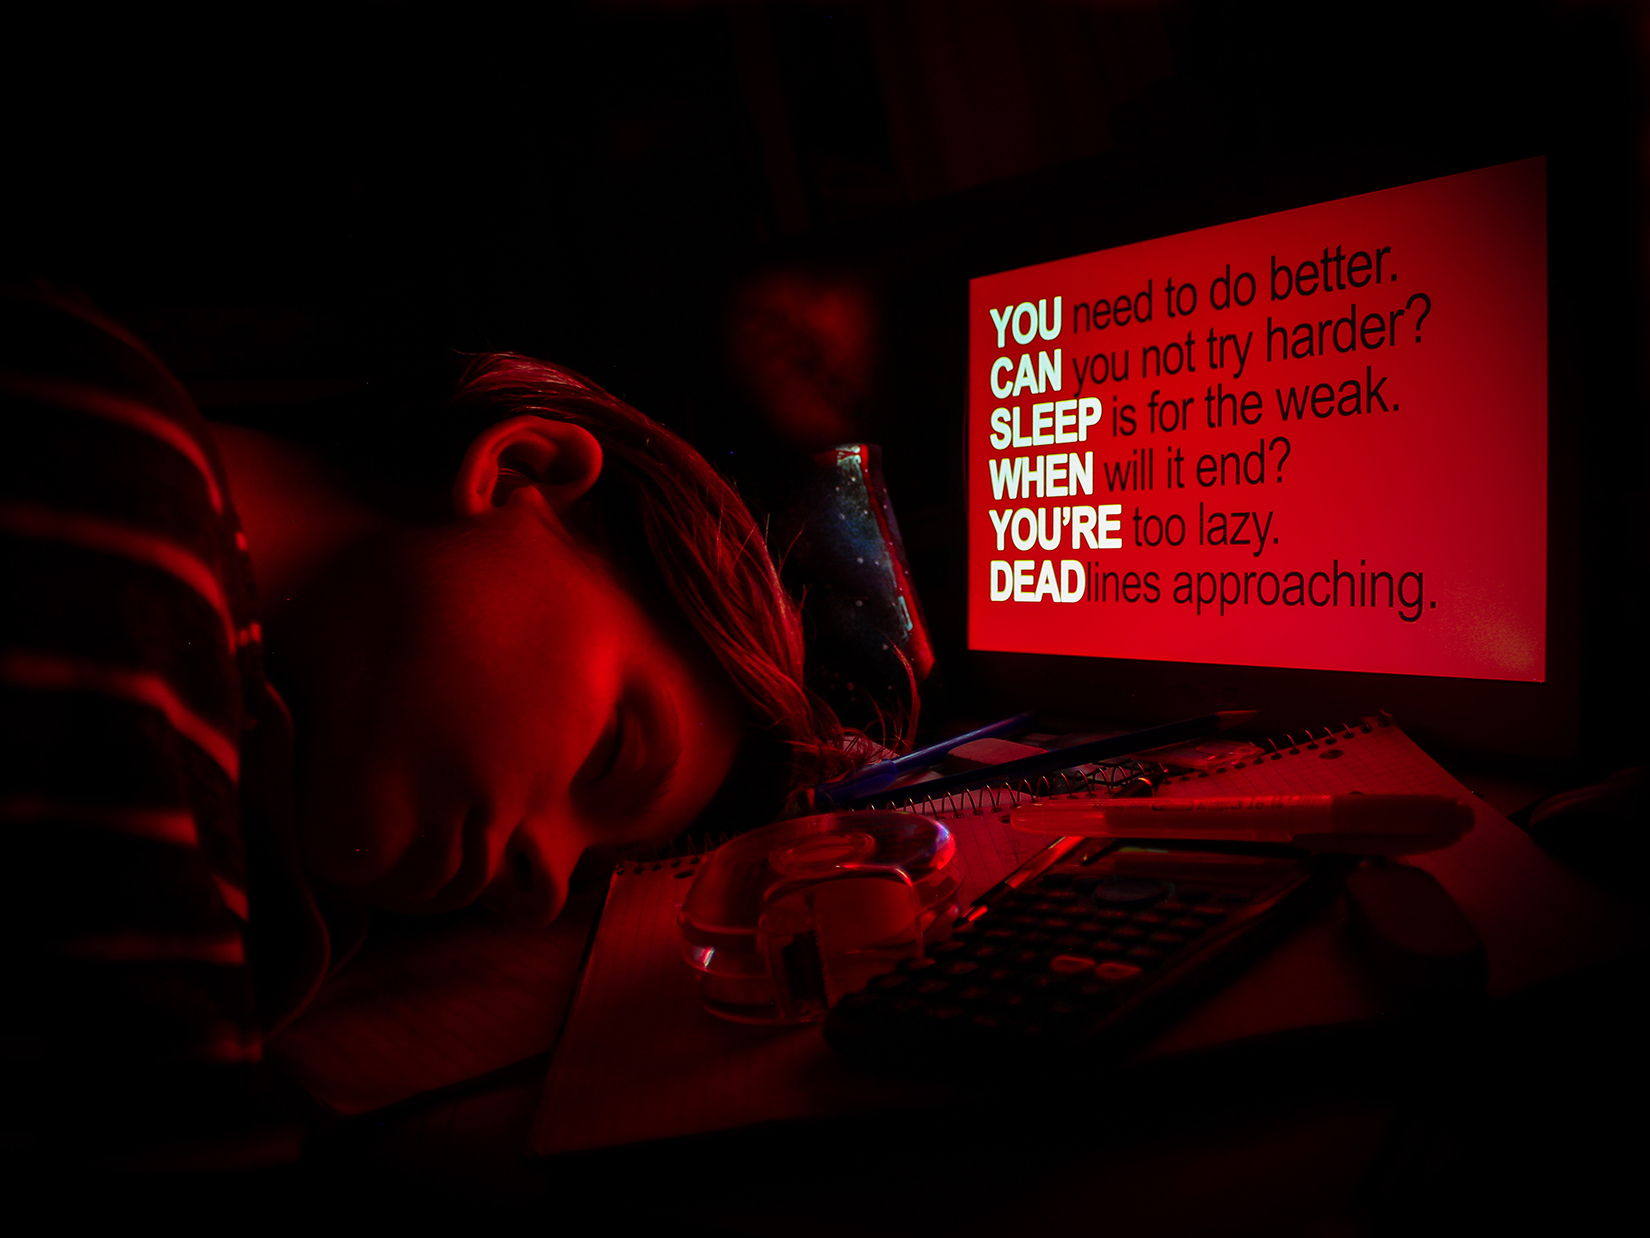 YOU need to do better.
CAN you not try harder?
SLEEP is for the weak.
WHEN will it end?
YOU'RE too lazy.
DEADlines approaching.